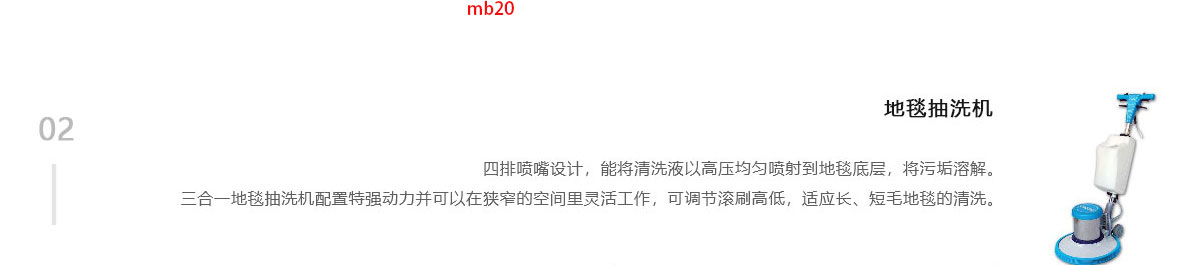 mb20
02
地毯抽洗机
四排喷嘴设计，能将清洗液以高压均匀喷射到地毯底层，将污垢溶解。
三合一地毯抽洗机配置特强动力并可以在狭窄的空间里灵活工作，可调节滚刷高低，适应长、短毛地毯的清洗。